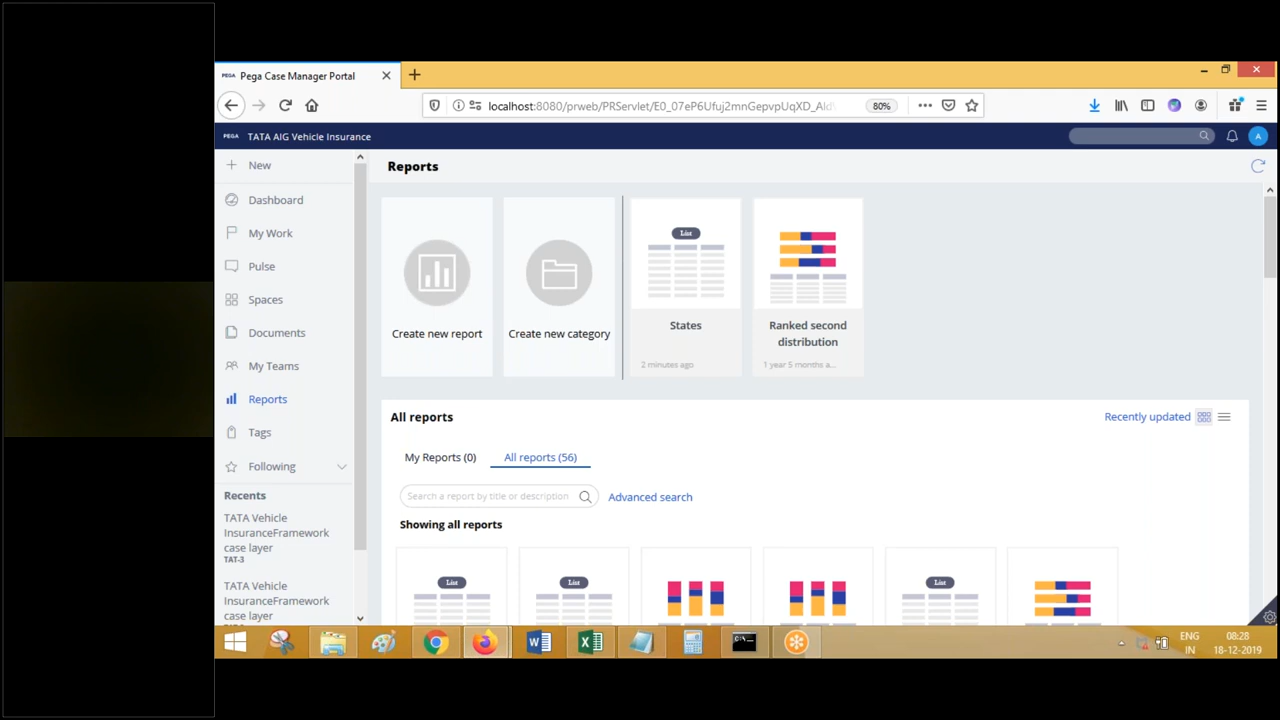 PEGA Pega Case Manager Portal
localhost:8080/prweb/PRServlet/E0_07eP6Ufuj2mnGepvpUqXD_Ald
80%
PEGA TATA AIG Vehicle Insurance
A
New
Dashboard
My Work
Pulse
Spaces
Documents
My Teams
Reports
Tags
Following
Recents
TATA Vehicle
InsuranceFramework
case layer
TAT-3
TATA Vehicle
InsuranceFramework
case layer
Reports
Create new report
Create new category
List
States
2 minutes ago
Ranked second
distribution
1 year 5 months a...
All reports
Recently updated
My Reports (0)
All reports (56)
Search a report by title or description
Advanced search
Showing all reports
List
List
List
ENG
IN
08:28
18-12-2019